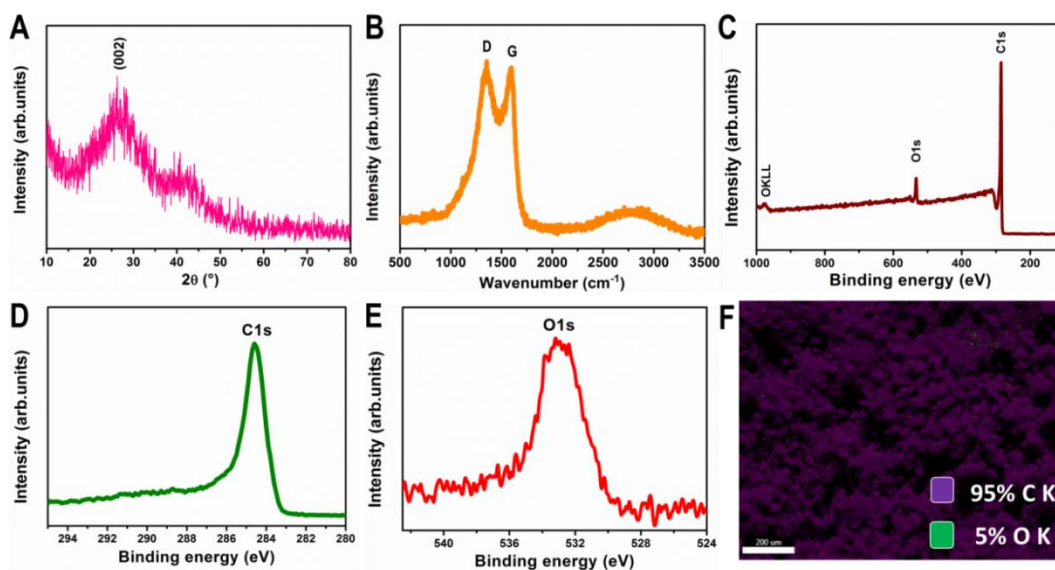 A
Intensity (arb.units)
(002)
10 20 30 40 50 60 70 80
2θ (°)
B
Intensity (arb.units)
D G
500 1000 1500 2000 2500 3000 3500
Wavenumber (cm-1)
C
Intensity (arb.units)
OKLL
O1s
C1s
1000 800 600 400 200
Binding energy (eV)
D
Intensity (arb.units)
C1s
294 292 290 288 286 284 282 280
Binding energy (eV)
E
Intensity (arb.units)
O1s
540 536 532 528 524
Binding energy (eV)
F
95% C K
5% O K
200 um